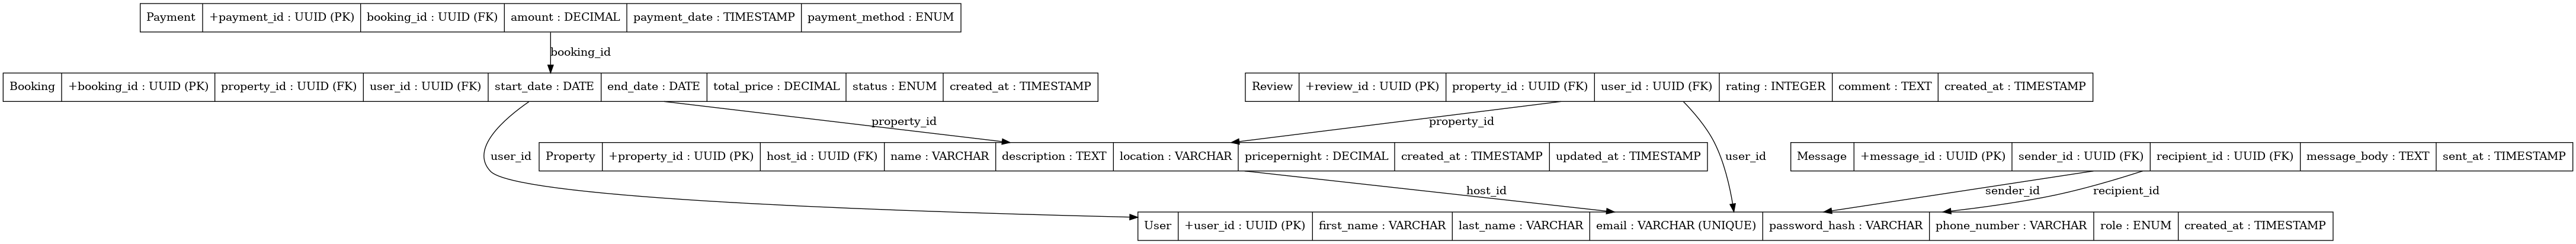 Payment +payment_id : UUID (PK) booking_id : UUID (FK) amount : DECIMAL payment_date : TIMESTAMP payment_method : ENUM
booking_id
Booking +booking_id : UUID (PK) property_id : UUID (FK) user_id : UUID (FK) start_date : DATE end_date : DATE total_price : DECIMAL status : ENUM created_at : TIMESTAMP
Review +review_id : UUID (PK) property_id : UUID (FK) user_id : UUID (FK) rating : INTEGER comment : TEXT created_at : TIMESTAMP
property_id
property_id
user_id
Property +property_id : UUID (PK) host_id : UUID (FK) name : VARCHAR description : TEXT location : VARCHAR pricepernight : DECIMAL created_at : TIMESTAMP updated_at : TIMESTAMP
user_id
Message +message_id : UUID (PK) sender_id : UUID (FK) recipient_id : UUID (FK) message_body : TEXT sent_at : TIMESTAMP
host_id
sender_id
recipient_id
User +user_id : UUID (PK) first_name : VARCHAR last_name : VARCHAR email : VARCHAR (UNIQUE) password_hash : VARCHAR phone_number : VARCHAR role : ENUM created_at : TIMESTAMP